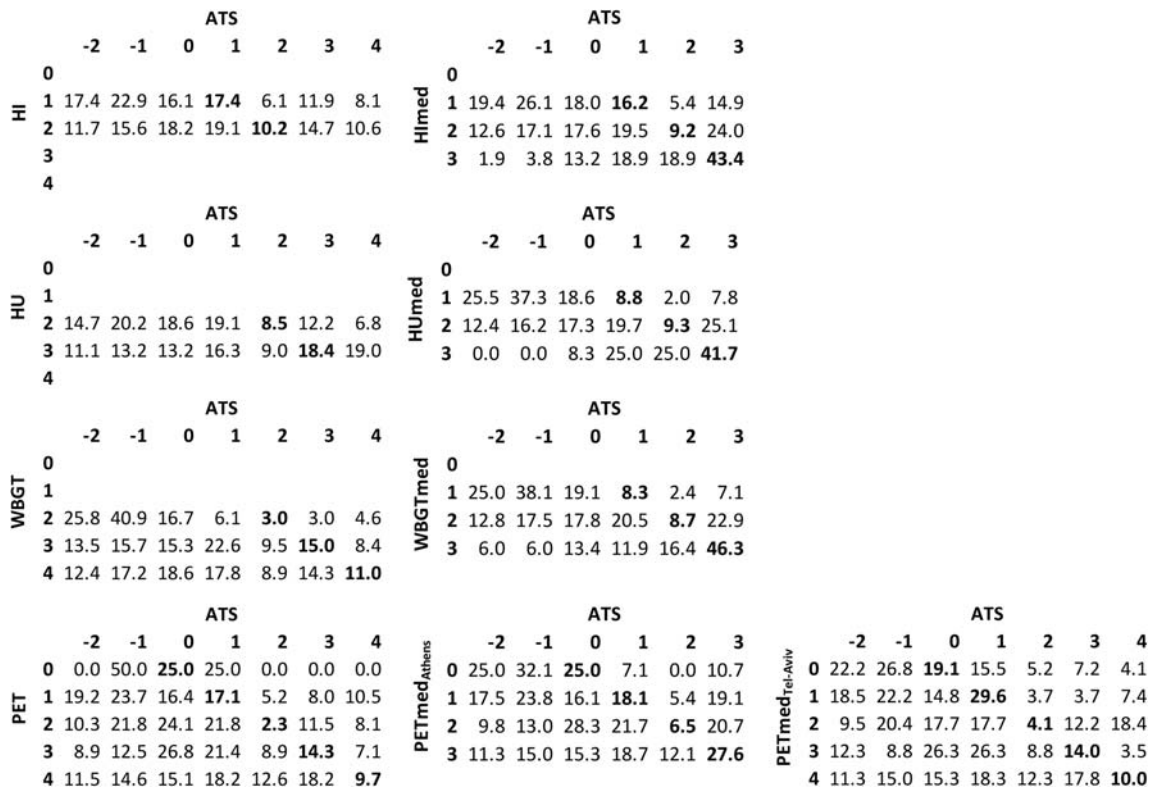 ATS
-2 -1 0 1 2 3 4
HI
0
1 17.4 22.9 16.1 17.4 6.1 11.9 8.1
2 11.7 15.6 18.2 19.1 10.2 14.7 10.6
3
4
ATS
-2 -1 0 1 2 3
HImed
0
1 19.4 26.1 18.0 16.2 5.4 14.9
2 12.6 17.1 17.6 19.5 9.2 24.0
3 1.9 3.8 13.2 18.9 18.9 43.4
ATS
-2 -1 0 1 2 3 4
HU
0
1
2 14.7 20.2 18.6 19.1 8.5 12.2 6.8
3 11.1 13.2 13.2 16.3 9.0 18.4 19.0
4
ATS
-2 -1 0 1 2 3
HUmed
0
1 25.5 37.3 18.6 8.8 2.0 7.8
2 12.4 16.2 17.3 19.7 9.3 25.1
3 0.0 0.0 8.3 25.0 25.0 41.7
ATS
-2 -1 0 1 2 3 4
WBGT
0
1
2 25.8 40.9 16.7 6.1 3.0 3.0 4.6
3 13.5 15.7 15.3 22.6 9.5 15.0 8.4
4 12.4 17.2 18.6 17.8 8.9 14.3 11.0
ATS
-2 -1 0 1 2 3
WBGTmed
0
1 25.0 38.1 19.1 8.3 2.4 7.1
2 12.8 17.5 17.8 20.5 8.7 22.9
3 6.0 6.0 13.4 11.9 16.4 46.3
ATS
-2 -1 0 1 2 3 4
PET
0 0.0 50.0 25.0 25.0 0.0 0.0 0.0
1 19.2 23.7 16.4 17.1 5.2 8.0 10.5
2 10.3 21.8 24.1 21.8 2.3 11.5 8.1
3 8.9 12.5 26.8 21.4 8.9 14.3 7.1
4 11.5 14.6 15.1 18.2 12.6 18.2 9.7
ATS
-2 -1 0 1 2 3
PETmedAthens
0 25.0 32.1 25.0 7.1 0.0 10.7
1 17.5 23.8 16.1 18.1 5.4 19.1
2 9.8 13.0 28.3 21.7 6.5 20.7
3 11.3 15.0 15.3 18.7 12.1 27.6
ATS
-2 -1 0 1 2 3 4
PETmedTel-Aviv
0 22.2 26.8 19.1 15.5 5.2 7.2 4.1
1 18.5 22.2 14.8 29.6 3.7 3.7 7.4
2 9.5 20.4 17.7 17.7 4.1 12.2 18.4
3 12.3 8.8 26.3 26.3 8.8 14.0 3.5
4 11.3 15.0 15.3 18.3 12.3 17.8 10.0